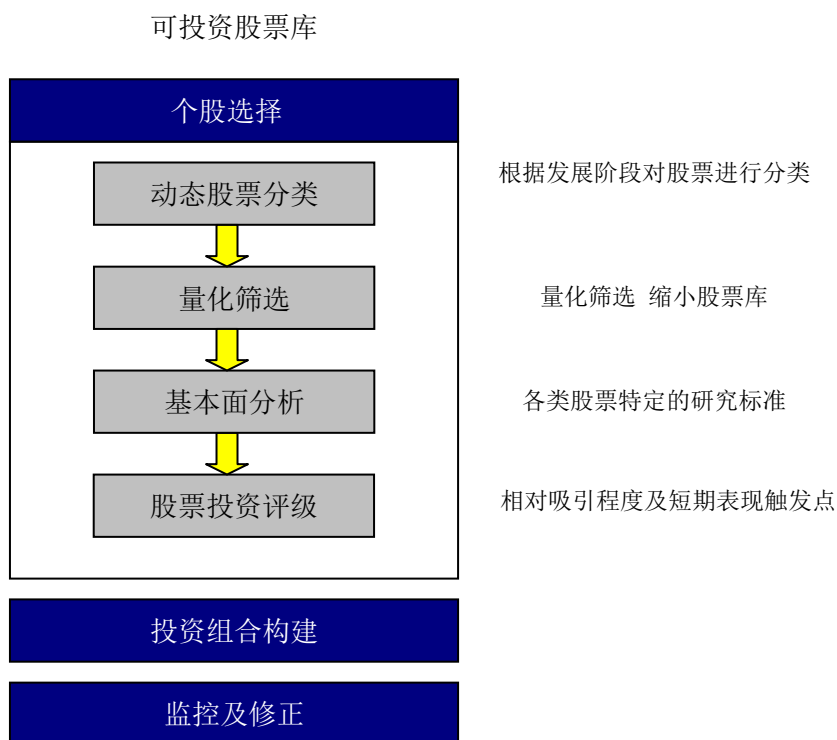 可投资股票库
个股选择
动态股票分类
根据发展阶段对股票进行分类
量化筛选
量化筛选 缩小股票库
基本面分析
各类股票特定的研究标准
股票投资评级
相对吸引程度及短期表现触发点
投资组合构建
监控及修正